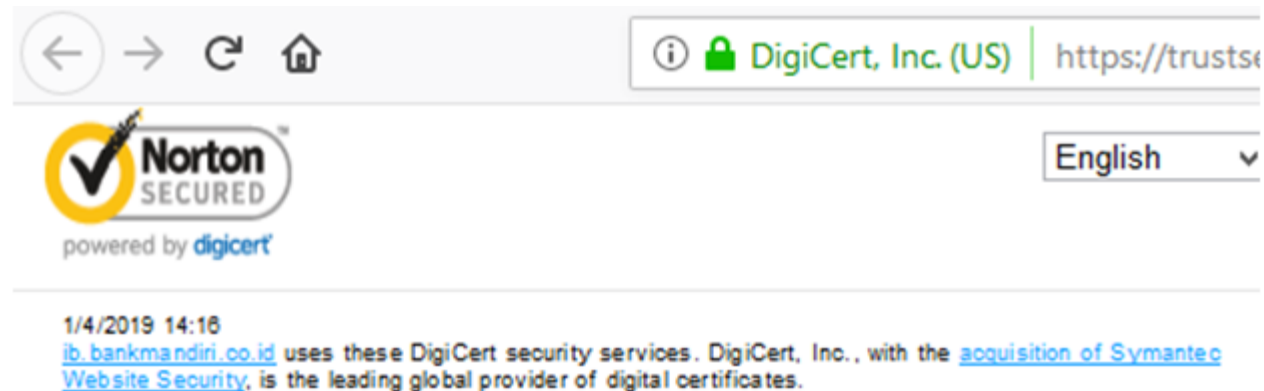 DigiCert, Inc. (US) https://trustse
Norton
SECURED
English
powered by digicert
1/4/2019 14:16
ib.bankmandiri.co.id uses these DigiCert security services. DigiCert, Inc., with the acquisition of Symantec
Website Security, is the leading global provider of digital certificates.